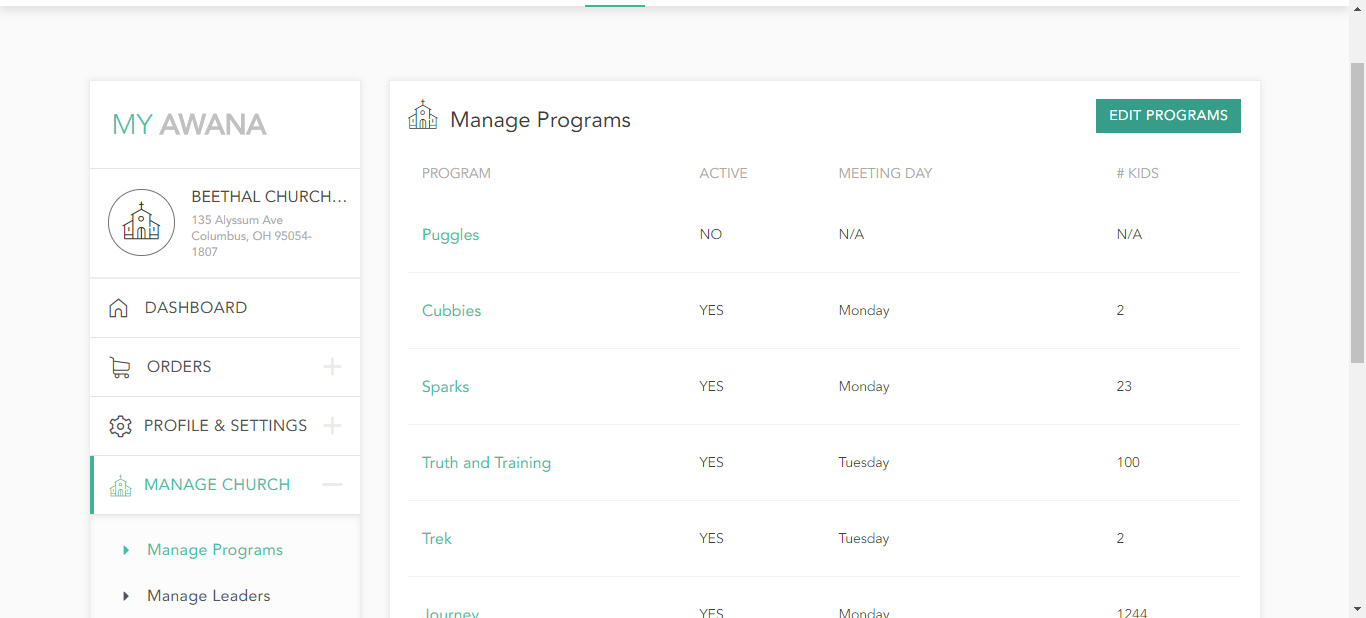 MY AWANA
BEETHAL CHURCH...
135 Alyssum Ave
Columbus, OH 95054-
1807
DASHBOARD
ORDERS
PROFILE & SETTINGS
MANAGE CHURCH
Manage Programs
Manage Leaders
Manage Programs
EDIT PROGRAMS
PROGRAM ACTIVE MEETING DAY # KIDS
Puggles NO N/A N/A
Cubbies YES Monday 2
Sparks YES Monday 23
Truth and Training YES Tuesday 100
Trek YES Tuesday 2
Journey YES Monday 1244